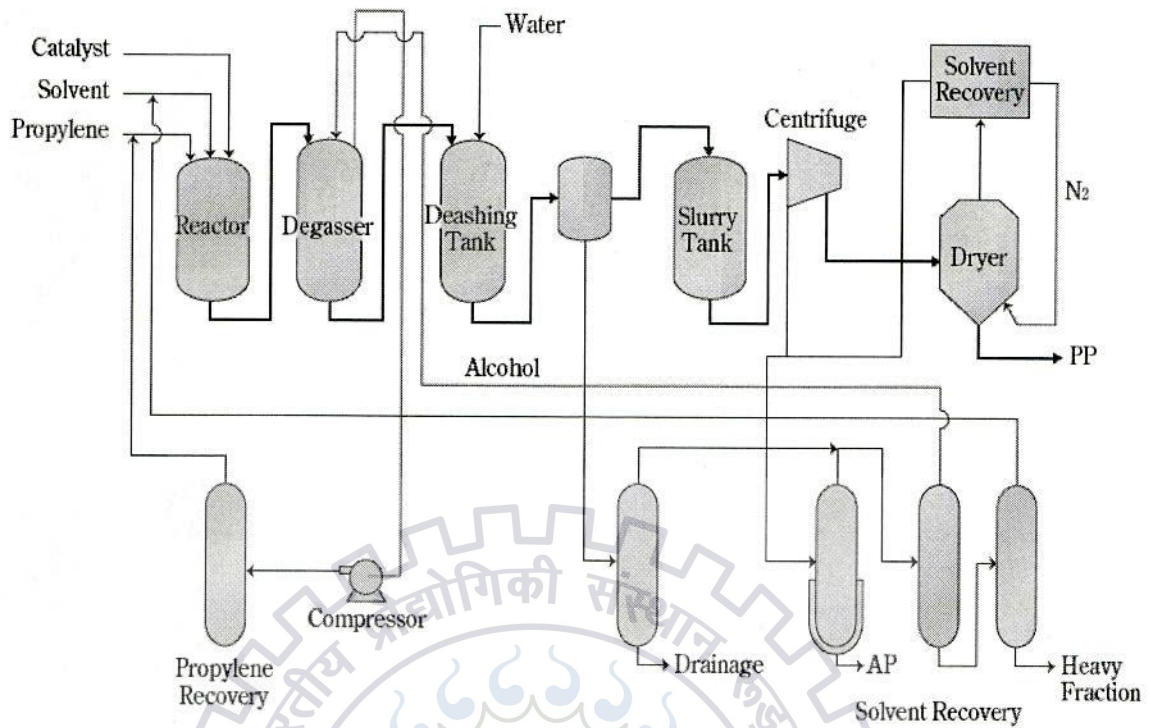 Catalyst
Solvent
Propylene
Water
Reactor
Degasser
Deashing
Tank
Slurry
Tank
Centrifuge
Solvent
Recovery
N2
Dryer
PP
Alcohol
Propylene
Recovery
Compressor
Drainage
AP
Solvent Recovery
Heavy
Fraction
भारतीय प्रौद्योगिकी संस्थान